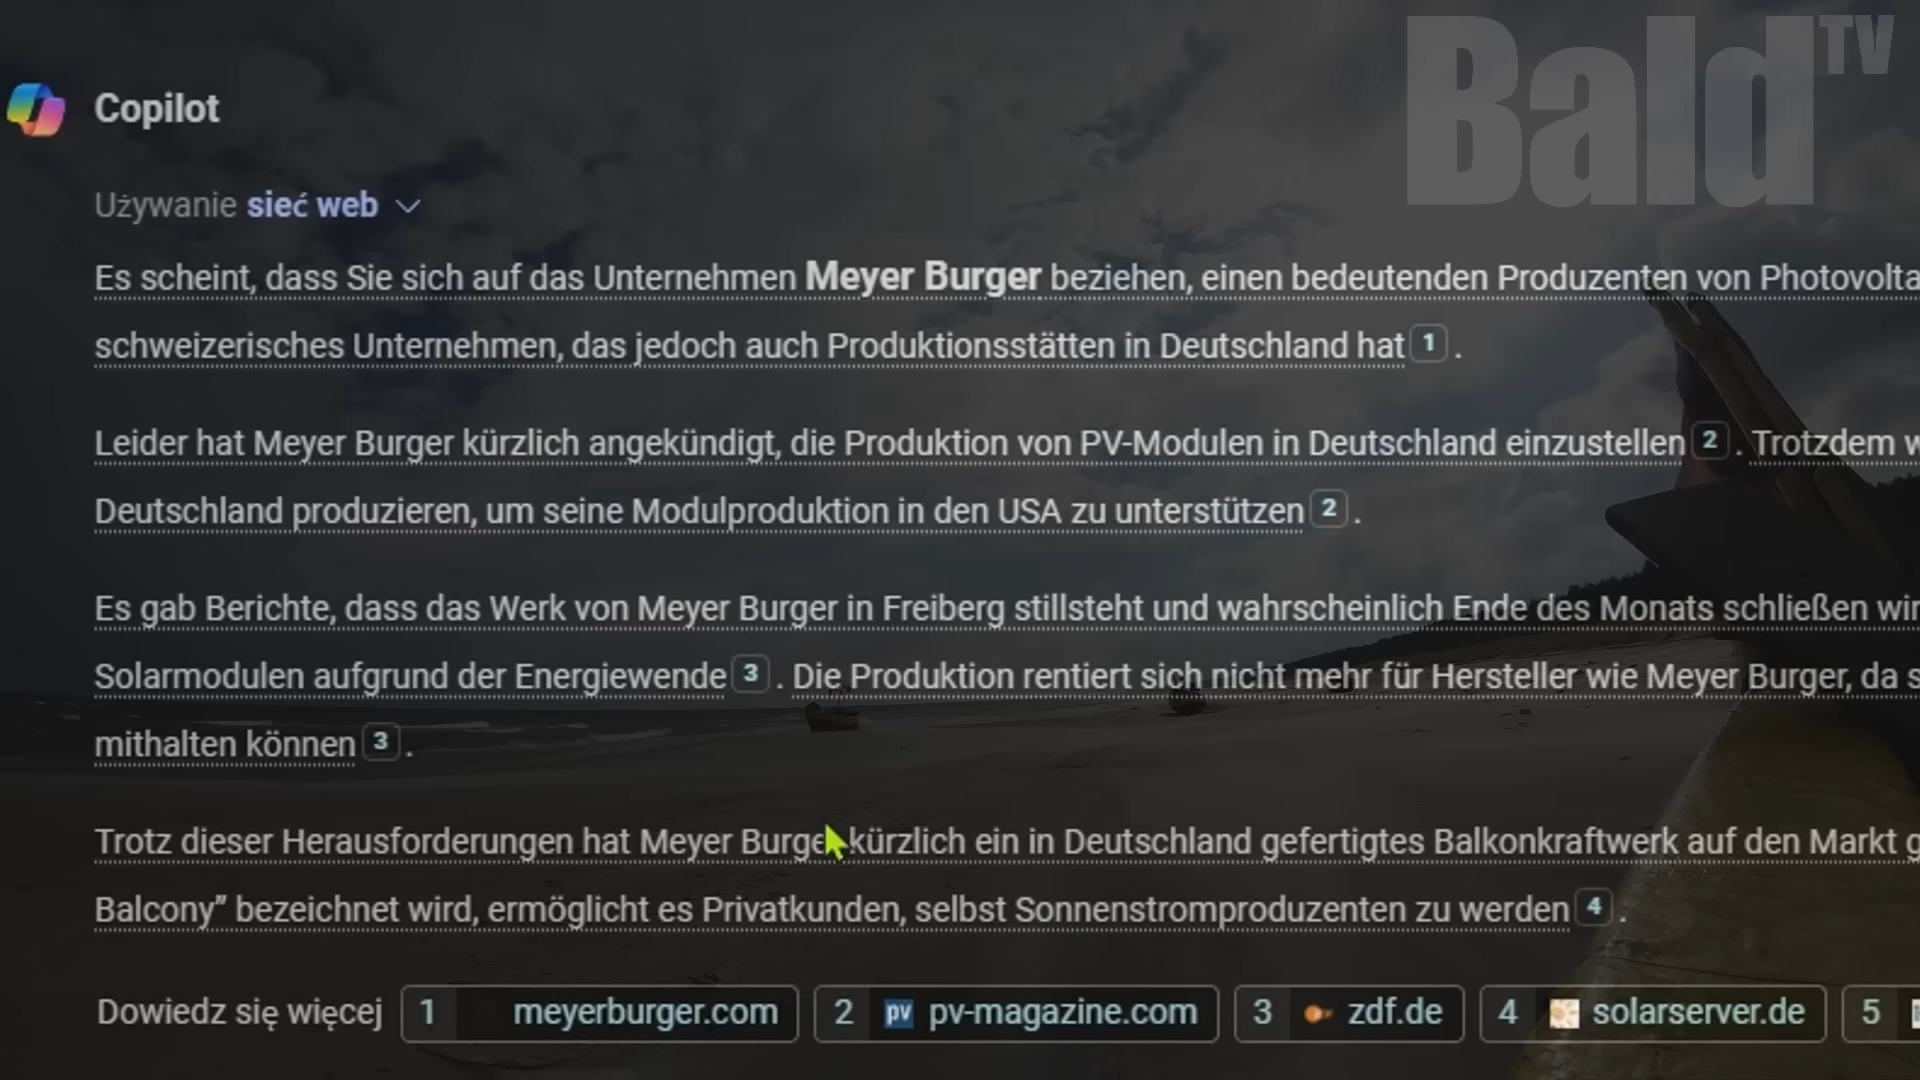 Bald TV
Copilot
Używanie sieć web
Es scheint, dass Sie sich auf das Unternehmen Meyer Burger beziehen, einen bedeutenden Produzenten von Photovolta
schweizerisches Unternehmen, das jedoch auch Produktionsstätten in Deutschland hat 1 .
Leider hat Meyer Burger kürzlich angekündigt, die Produktion von PV-Modulen in Deutschland einzustellen 2 . Trotzdem w
Deutschland produzieren, um seine Modulproduktion in den USA zu unterstützen 2 .
Es gab Berichte, dass das Werk von Meyer Burger in Freiberg stillsteht und wahrscheinlich Ende des Monats schließen wir
Solarmodulen aufgrund der Energiewende 3 . Die Produktion rentiert sich nicht mehr für Hersteller wie Meyer Burger, da s
mithalten können 3 .
Trotz dieser Herausforderungen hat Meyer Burge kürzlich ein in Deutschland gefertigtes Balkonkraftwerk auf den Markt g
Balcony” bezeichnet wird, ermöglicht es Privatkunden, selbst Sonnenstromproduzenten zu werden 4 .
Dowiedz się więcej 1 meyerburger.com 2 pv pv-magazine.com 3 zdf.de 4 solarserver.de 5